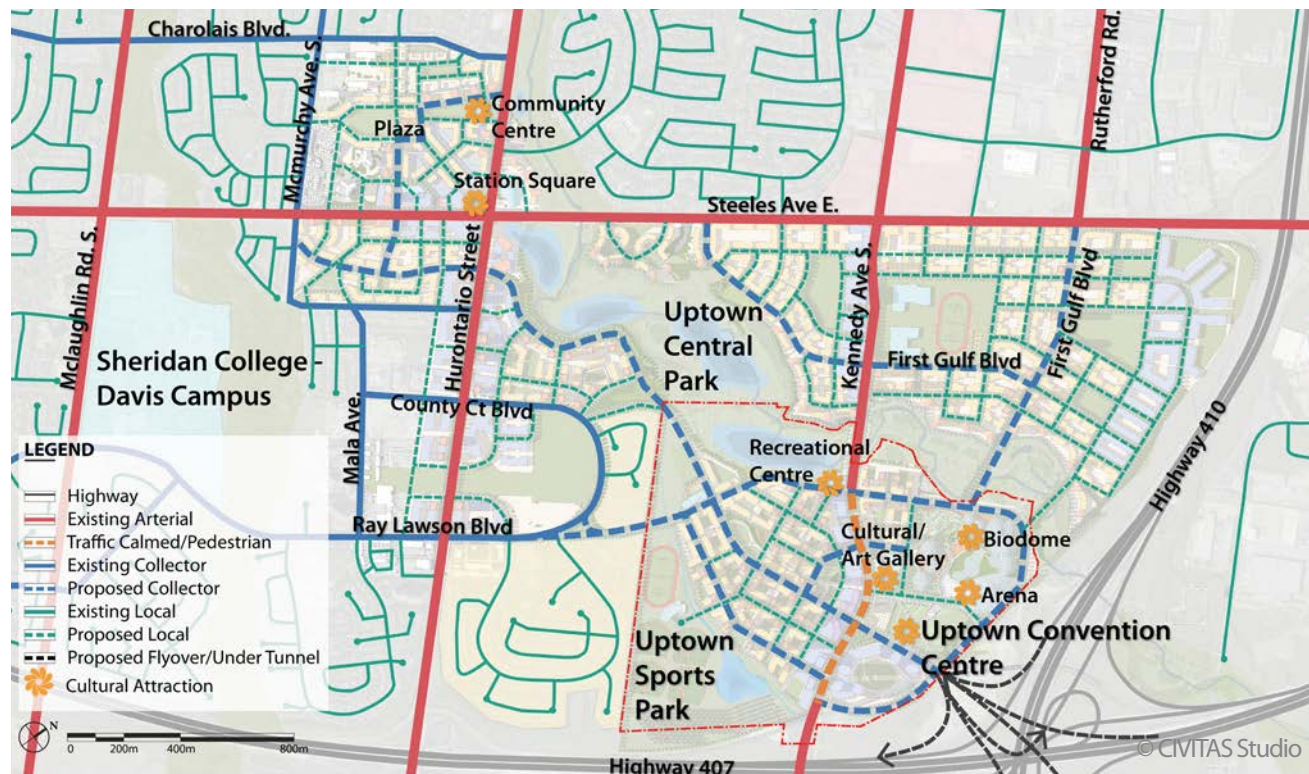 Charolais Blvd.
Mcmurchy Ave S.
Rutherford Rd.
Community
Centre
Plaza
Station Square
Steeles Ave E.
Mclaughlin Rd. S.
Hurontario Street
Kennedy Ave S.
First Gulf Blvd
Uptown
Central
Park
First Gulf Blvd
Sheridan College -
Davis Campus
County Ct Blvd
Mala Ave.
Highway 410
Recreational
Centre
Ray Lawson Blvd
Cultural/
Art Gallery
Biodome
Arena
Uptown Convention
Centre
Uptown
Sports
Park
LEGEND
Highway
Existing Arterial
Traffic Calmed/Pedestrian
Existing Collector
Proposed Collector
Existing Local
Proposed Local
Proposed Flyover/Under Tunnel
Cultural Attraction
N
0 200m 400m 800m
Highway 407
© CIVITAS Studio